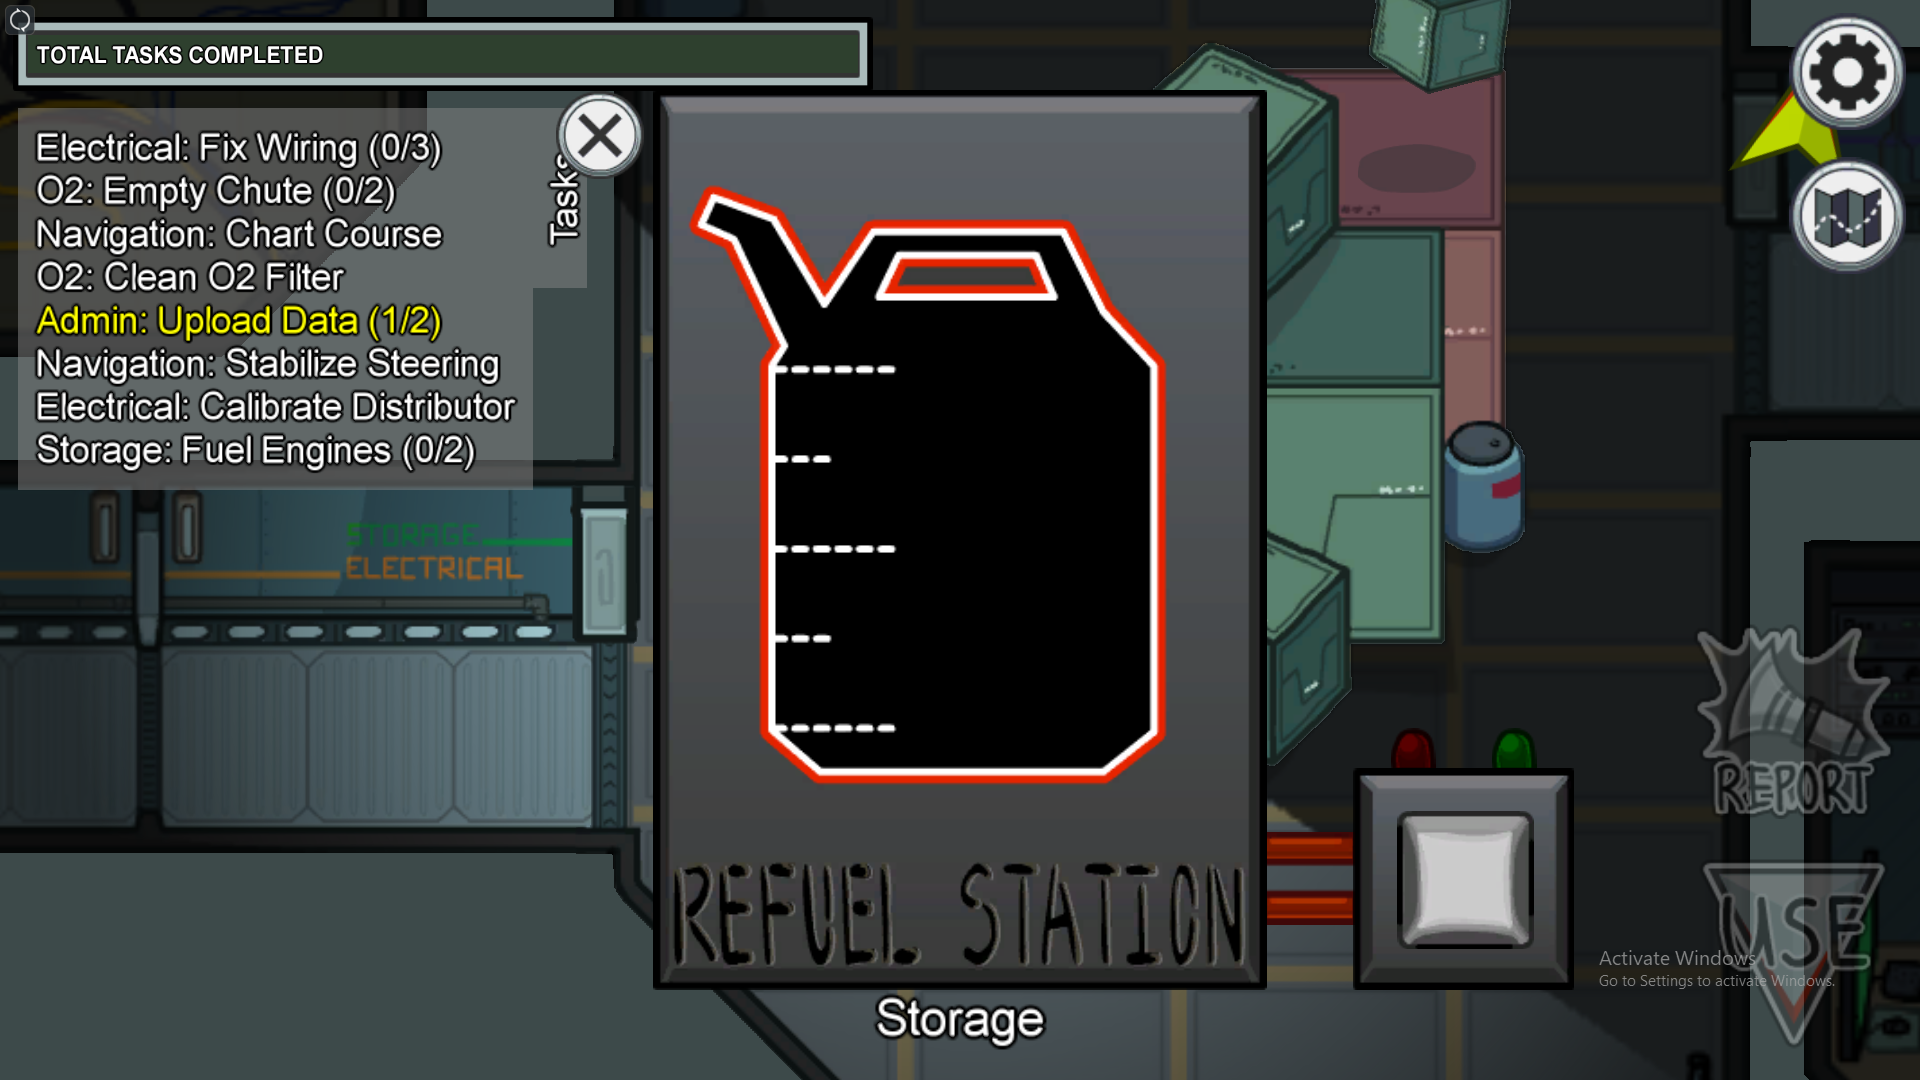 TOTAL TASKS COMPLETED
Electrical: Fix Wiring (0/3)
O2: Empty Chute (0/2)
Navigation: Chart Course
O2: Clean O2 Filter
Admin: Upload Data (1/2)
Navigation: Stabilize Steering
Electrical: Calibrate Distributor
Storage: Fuel Engines (0/2)
Tasks
STORAGE
ELECTRICAL
REFUEL STATION
Storage
REPORT
USE
Activate Windows
Go to Settings to activate Windows.